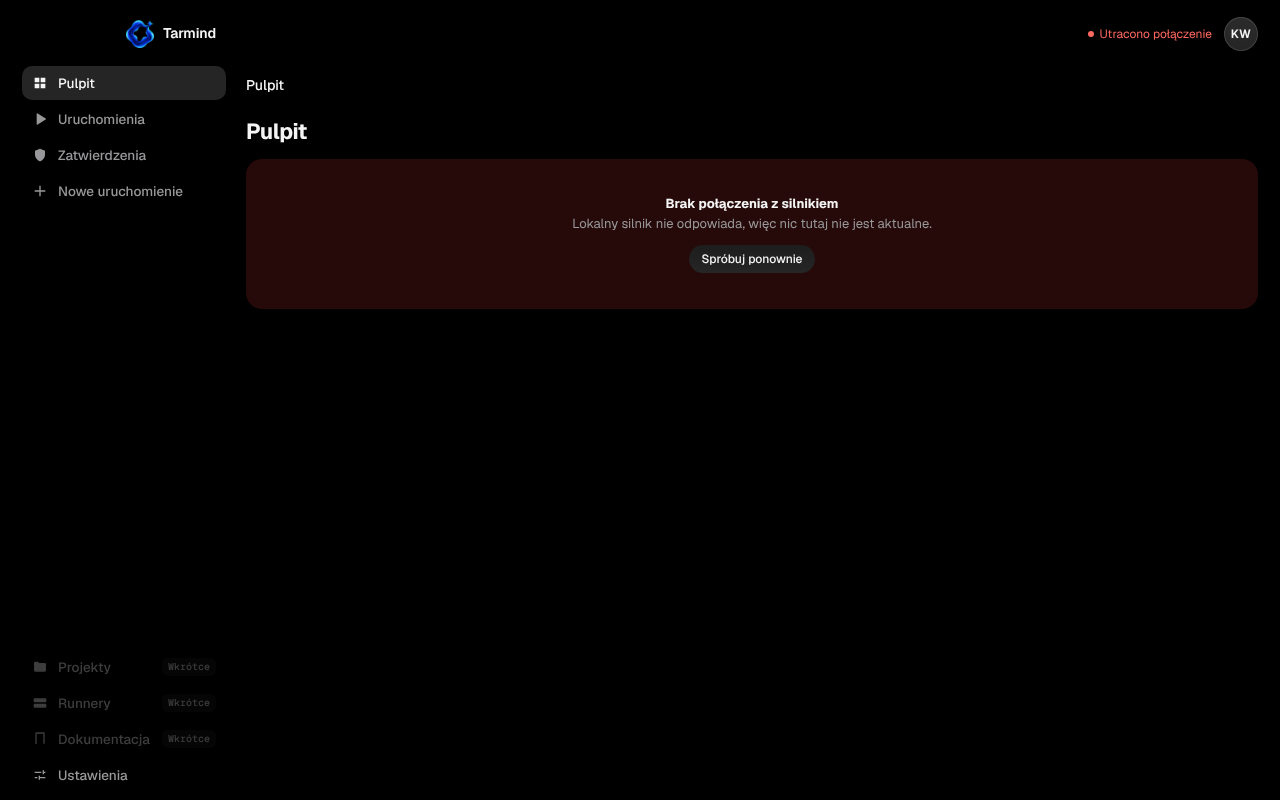 Tarmind
Utracono połączenie
KW
Pulpit
Uruchomienia
Zatwierdzenia
Nowe uruchomienie
Pulpit
Pulpit
Brak połączenia z silnikiem
Lokalny silnik nie odpowiada, więc nic tutaj nie jest aktualne.
Spróbuj ponownie
Projekty Wkrótce
Runnery Wkrótce
Dokumentacja Wkrótce
Ustawienia